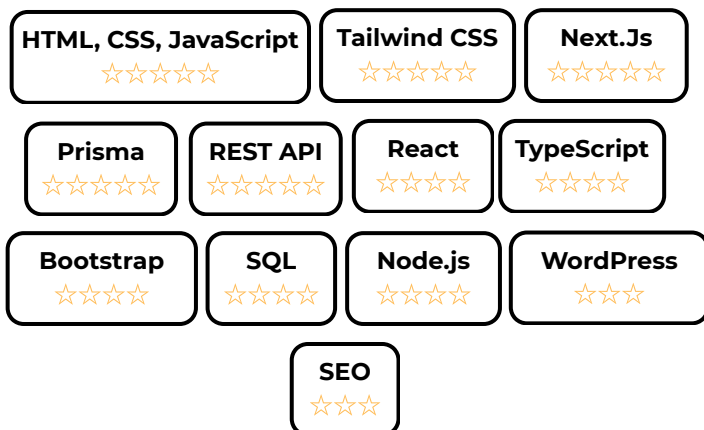 HTML, CSS, JavaScript
☆☆☆☆☆
Tailwind CSS
☆☆☆☆☆
Next.Js
☆☆☆☆☆
Prisma
☆☆☆☆☆
REST API
☆☆☆☆☆
React
☆☆☆☆
TypeScript
☆☆☆☆
Bootstrap
☆☆☆☆
SQL
☆☆☆☆
Node.js
☆☆☆☆
WordPress
☆☆☆
SEO
☆☆☆